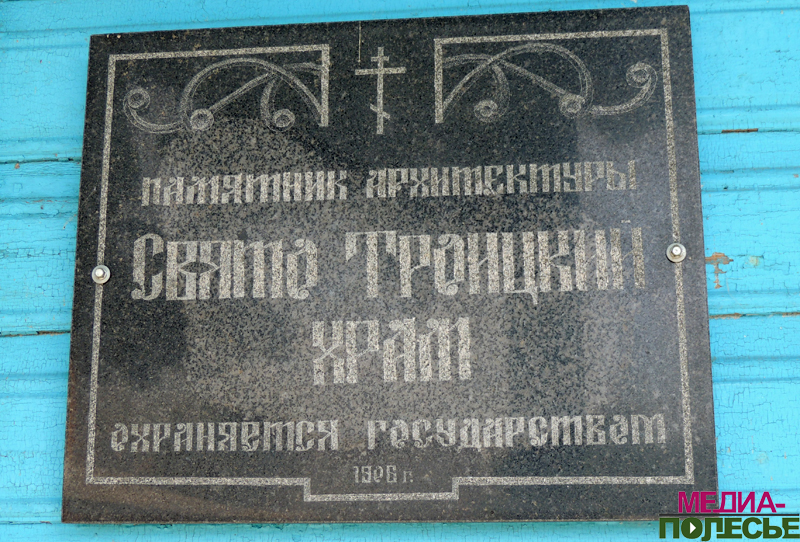 ПАМЯТНИК АРХИТЕКТУРЫ
СВЯТО ТРОИЦКИЙ
ХРАМ
ОХРАНЯЕТСЯ ГОСУДАРСТВОМ
1906 г.
МЕДИА-
ПОЛЕСЬЕ